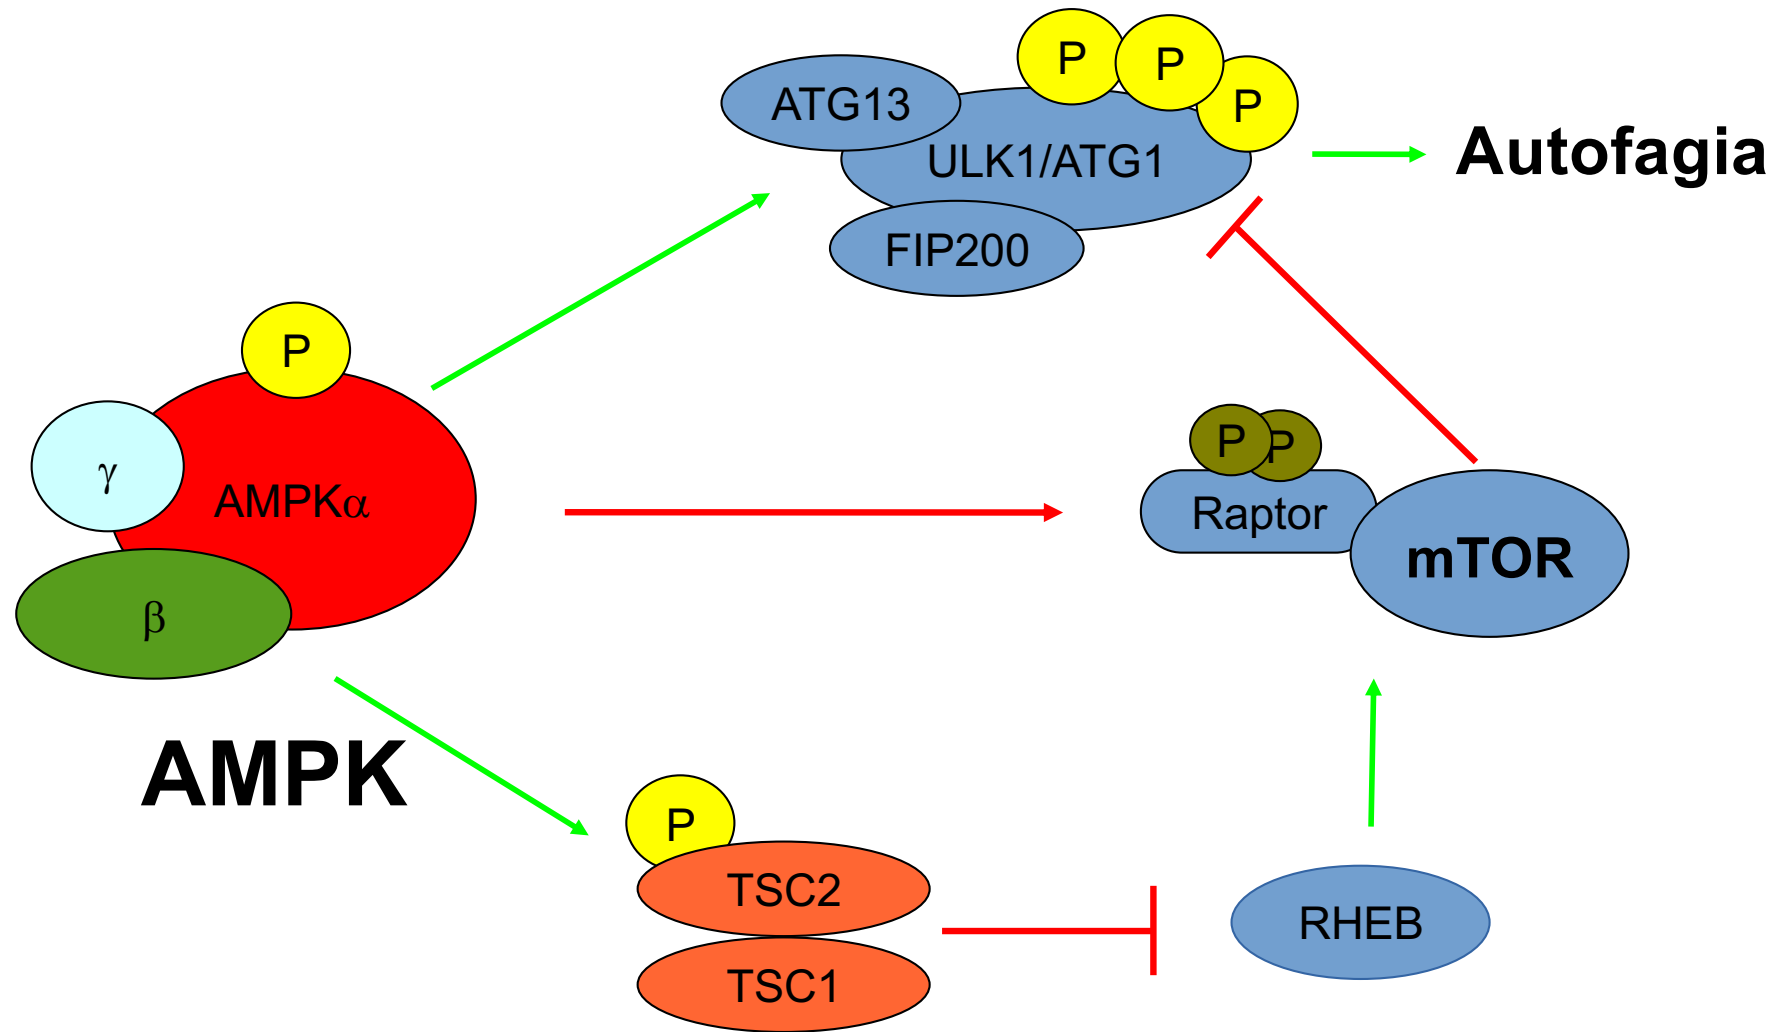 P
P
P
ATG13
ULK1/ATG1
Autofagia
FIP200
P
γ
AMPKα
β
AMPK
P
P
Raptor
mTOR
P
TSC2
TSC1
RHEB